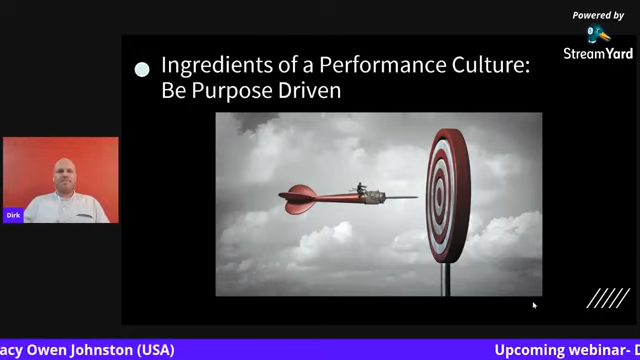 Powered by
StreamYard
Ingredients of a Performance Culture:
Be Purpose Driven
Dirk
acy Owen Johnston (USA)
Upcoming webinar- D